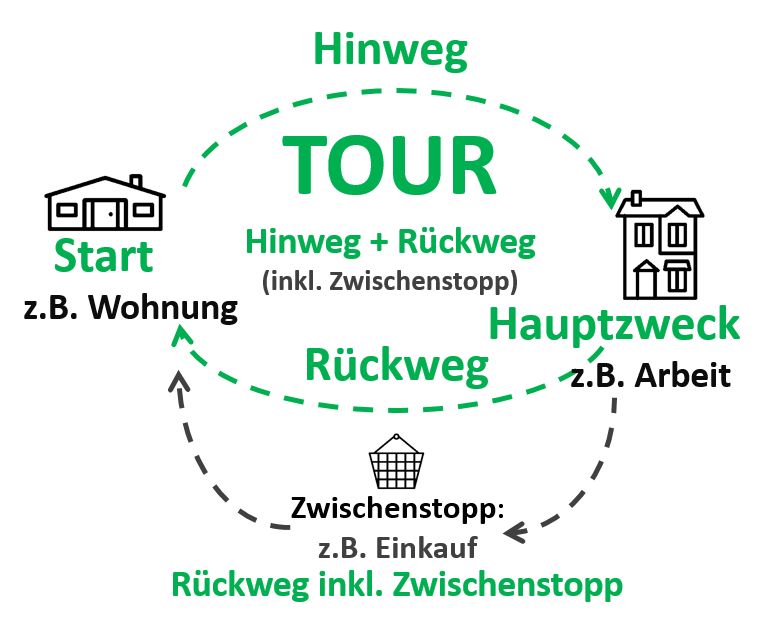 Hinweg
TOUR
Hinweg + Rückweg
(inkl. Zwischenstopp)
Start
z.B. Wohnung
Hauptzweck
z.B. Arbeit
Rückweg
Zwischenstopp:
z.B. Einkauf
Rückweg inkl. Zwischenstopp